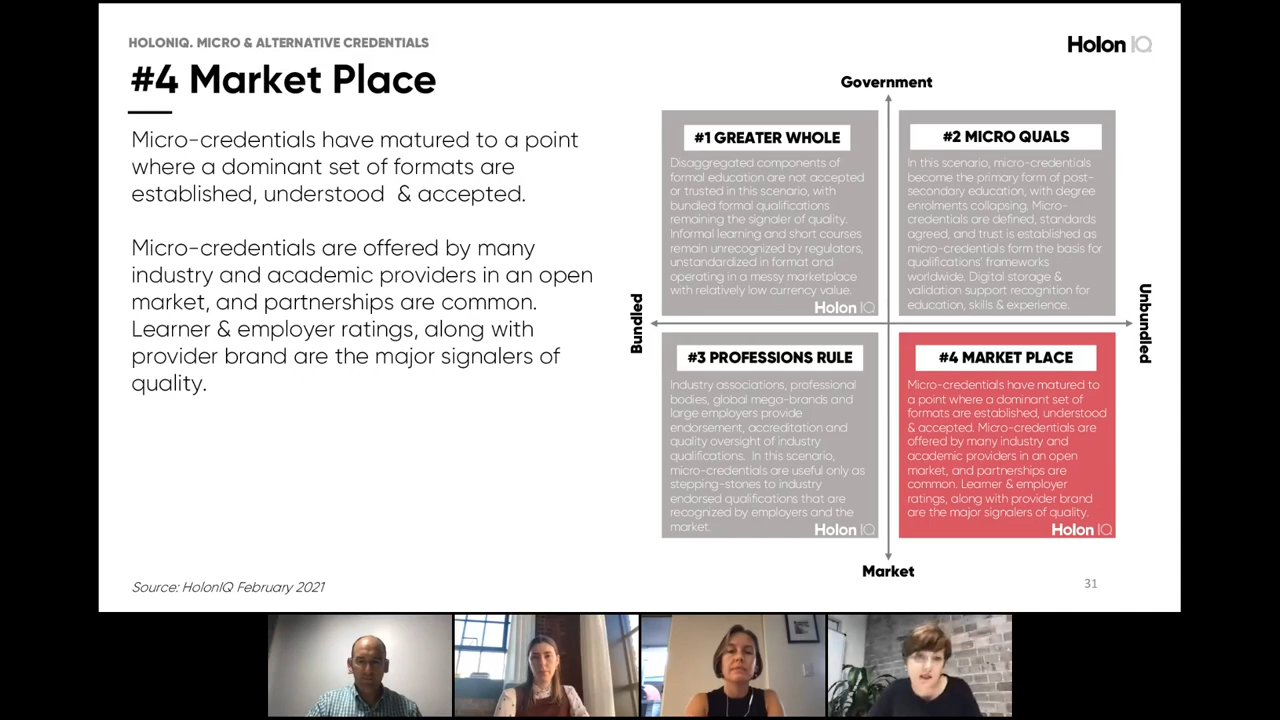 HOLONIQ. MICRO & ALTERNATIVE CREDENTIALS
Holon IQ
#4 Market Place
Micro-credentials have matured to a point
where a dominant set of formats are
established, understood & accepted.
Micro-credentials are offered by many
industry and academic providers in an open
market, and partnerships are common.
Learner & employer ratings, along with
provider brand are the major signalers of
quality.
Source: HolonIQ February 2021
Government
Bundled
Unbundled
#1 GREATER WHOLE
Disaggregated components of
formal education are not accepted
or trusted in this scenario, with
bundled formal qualifications
remaining the signaler of quality.
Informal learning and short courses
remain unrecognized by regulators,
unstandardized in format and
operating in a messy marketplace
with relatively low currency value.
Holon IQ
#2 MICRO QUALS
In this scenario, micro-credentials
become the primary form of post-
secondary education, with degree
enrolments collapsing. Micro-
credentials are defined, standards
agreed, and trust is established as
micro-credentials form the basis for
qualifications' frameworks
worldwide. Digital storage &
validation support recognition for
education, skills & experience.
#3 PROFESSIONS RULE
Industry associations, professional
bodies, global mega-brands and
large employers provide
endorsement, accreditation and
quality oversight of industry
qualifications. In this scenario,
micro-credentials are useful only as
stepping-stones to industry
endorsed qualifications that are
recognized by employers and the
market.
Holon IQ
#4 MARKET PLACE
Micro-credentials have matured to
a point where a dominant set of
formats are established, understood
& accepted. Micro-credentials are
offered by many industry and
academic providers in an open
market, and partnerships are
common. Learner & employer
ratings, along with provider brand
are the major signalers of quality.
Holon IQ
Market
31